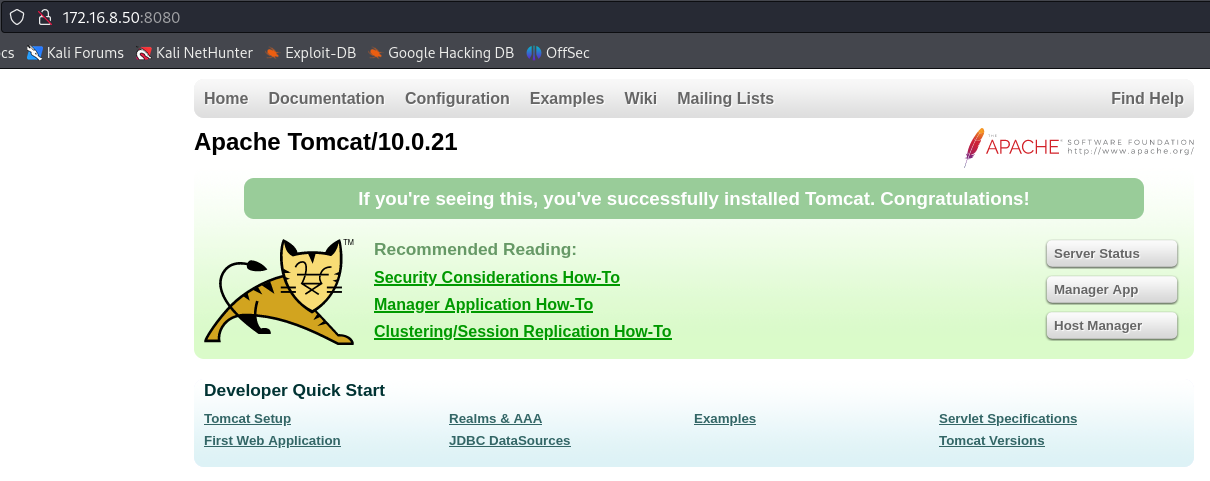 172.16.8.50:8080
cs Kali Forums Kali NetHunter Exploit-DB Google Hacking DB OffSec
Home Documentation Configuration Examples Wiki Mailing Lists Find Help
Apache Tomcat/10.0.21
THE
APACHE SOFTWARE FOUNDATION
http://www.apache.org/
If you're seeing this, you've successfully installed Tomcat. Congratulations!
TM
Recommended Reading:
Security Considerations How-To
Manager Application How-To
Clustering/Session Replication How-To
Server Status
Manager App
Host Manager
Developer Quick Start
Tomcat Setup Realms & AAA Examples Servlet Specifications
First Web Application JDBC DataSources Tomcat Versions